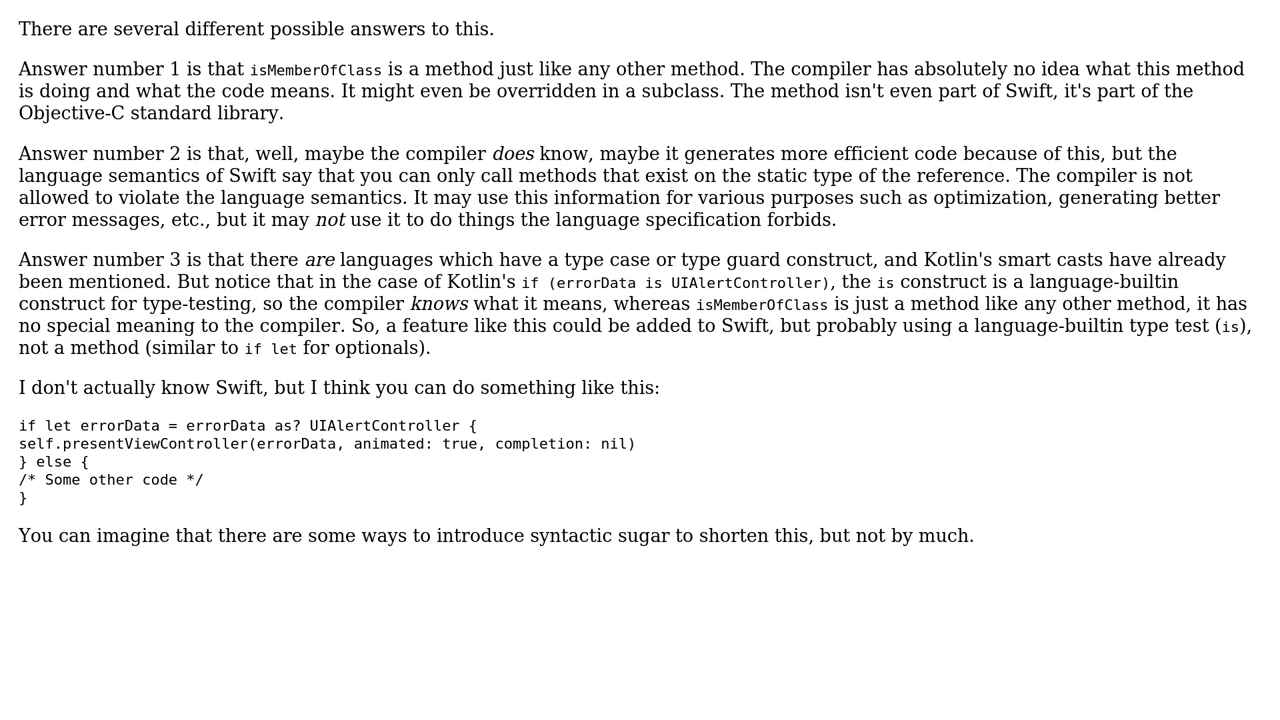 There are several different possible answers to this.
Answer number 1 is that isMemberOfClass is a method just like any other method. The compiler has absolutely no idea what this method
is doing and what the code means. It might even be overridden in a subclass. The method isn't even part of Swift, it's part of the
Objective-C standard library.
Answer number 2 is that, well, maybe the compiler does know, maybe it generates more efficient code because of this, but the
language semantics of Swift say that you can only call methods that exist on the static type of the reference. The compiler is not
allowed to violate the language semantics. It may use this information for various purposes such as optimization, generating better
error messages, etc., but it may not use it to do things the language specification forbids.
Answer number 3 is that there are languages which have a type case or type guard construct, and Kotlin's smart casts have already
been mentioned. But notice that in the case of Kotlin's if (errorData is UIAlertController), the is construct is a language-builtin
construct for type-testing, so the compiler knows what it means, whereas isMemberOfClass is just a method like any other method, it has
no special meaning to the compiler. So, a feature like this could be added to Swift, but probably using a language-builtin type test (is),
not a method (similar to if let for optionals).
I don't actually know Swift, but I think you can do something like this:
if let errorData = errorData as? UIAlertController {
self.presentViewController(errorData, animated: true, completion: nil)
} else {
/* Some other code */
}
You can imagine that there are some ways to introduce syntactic sugar to shorten this, but not by much.